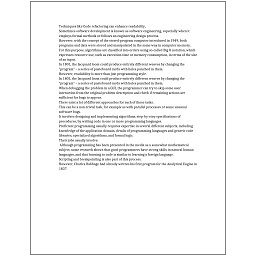 Techniques like Code refactoring can enhance readability.
Sometimes software development is known as software engineering, especially when it
employs formal methods or follows an engineering design process.
However, with the concept of the stored-program computer introduced in 1949, both
programs and data were stored and manipulated in the same way in computer memory.
For this purpose, algorithms are classified into orders using so-called Big O notation, which
expresses resource use, such as execution time or memory consumption, in terms of the size
of an input.
In 1801, the Jacquard loom could produce entirely different weaves by changing the
"program" – a series of pasteboard cards with holes punched in them.
However, readability is more than just programming style.
In 1801, the Jacquard loom could produce entirely different weaves by changing the
"program" – a series of pasteboard cards with holes punched in them.
When debugging the problem in a GUI, the programmer can try to skip some user
interaction from the original problem description and check if remaining actions are
sufficient for bugs to appear.
There exist a lot of different approaches for each of those tasks.
This can be a non-trivial task, for example as with parallel processes or some unusual
software bugs.
It involves designing and implementing algorithms, step-by-step specifications of
procedures, by writing code in one or more programming languages.
Proficient programming usually requires expertise in several different subjects, including
knowledge of the application domain, details of programming languages and generic code
libraries, specialized algorithms, and formal logic.
Their jobs usually involve:
Although programming has been presented in the media as a somewhat mathematical
subject, some research shows that good programmers have strong skills in natural human
languages, and that learning to code is similar to learning a foreign language.
Scripting and breakpointing is also part of this process.
However, Charles Babbage had already written his first program for the Analytical Engine in
1837.